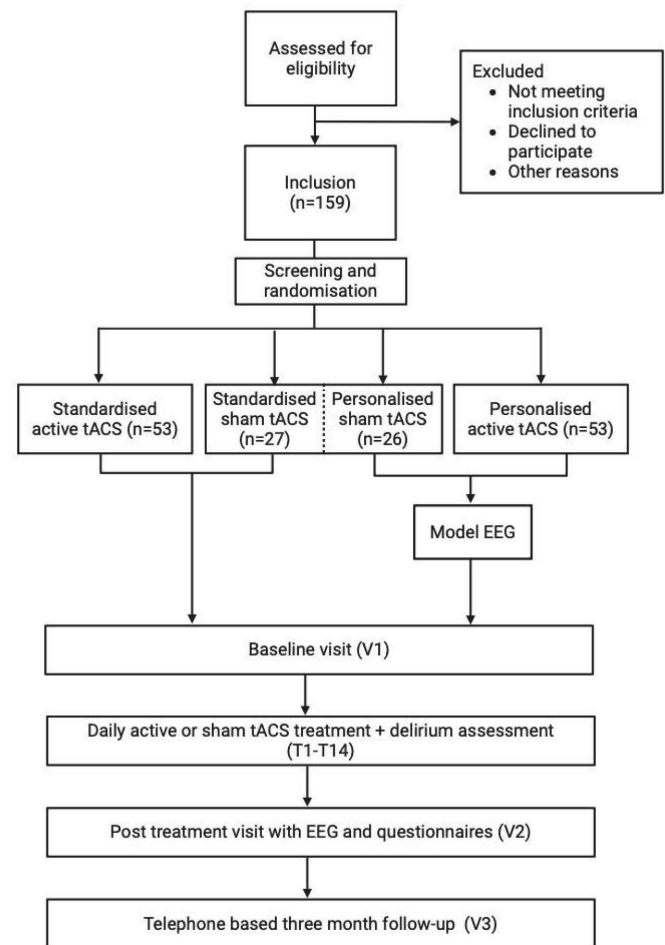 Assessed for
eligibility
Excluded
• Not meeting
inclusion criteria
• Declined to
participate
• Other reasons
Inclusion
(n=159)
Screening and
randomisation
Standardised
active tACS (n=53)
Standardised
sham tACS
(n=27)
Personalised
sham tACS
(n=26)
Personalised
active tACS (n=53)
Model EEG
Baseline visit (V1)
Daily active or sham tACS treatment + delirium assessment
(T1-T14)
Post treatment visit with EEG and questionnaires (V2)
Telephone based three month follow-up (V3)